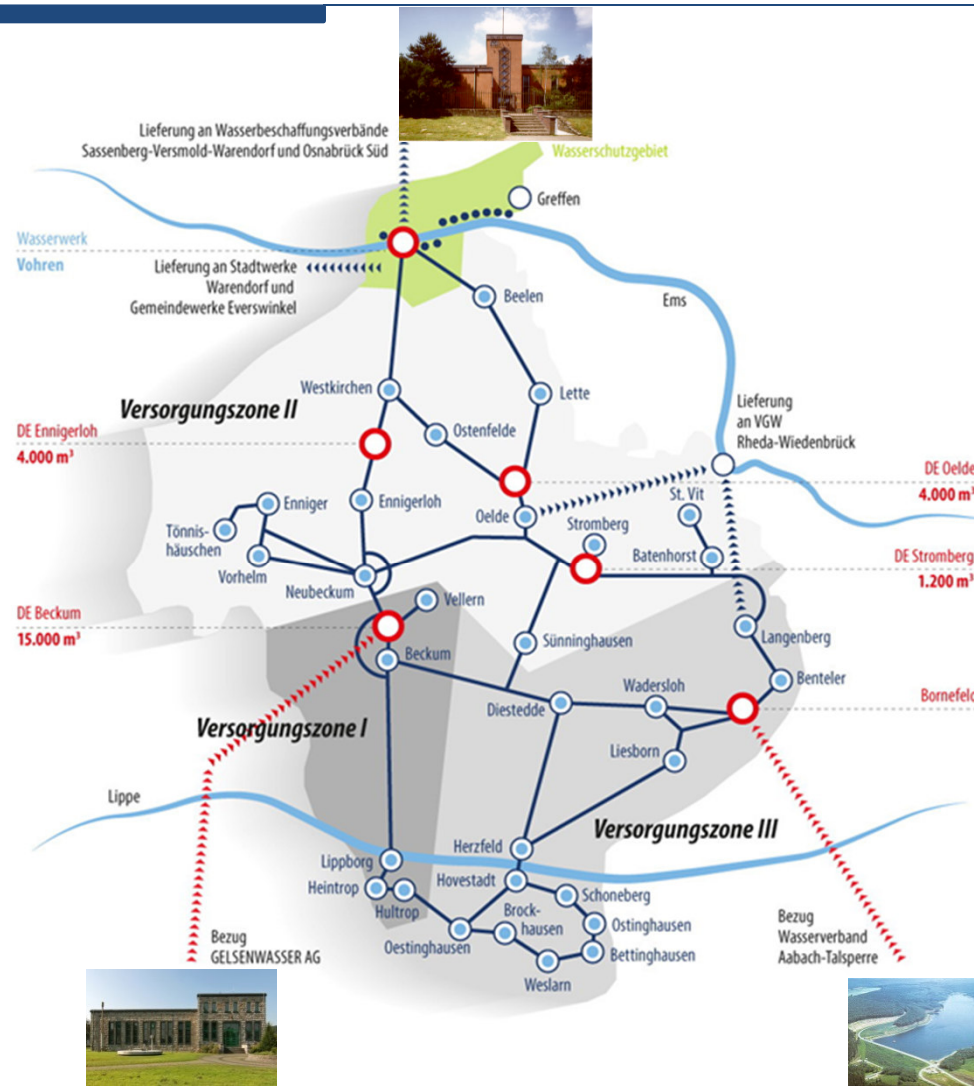 Lieferung an Wasserbeschaffungsverbände
Sassenberg-Versmold-Warendorf und Osnabrück Süd
Wasserschutzgebiet
Greffen
Wasserwerk
Vohren
Lieferung an Stadtwerke
Warendorf und
Gemeindewerke Everswinkel
Beelen
Ems
Westkirchen
Lette
Versorgungszone II
Lieferung
an VGW
Rheda-Wiedenbrück
DE Ennigerloh
4.000 m³
Ostenfelde
DE Oelde
4.000 m³
Enniger
Ennigerloh
St. Vit
Oelde
Stromberg
Tönnis-
häuschen
Batenhorst
DE Stromberg
1.200 m³
Vorhelm
Neubeckum
Vellern
DE Beckum
15.000 m³
Langenberg
Sünninghausen
Beckum
Benteler
Wadersloh
Bornefeld
Diestedde
Versorgungszone I
Liesborn
Lippe
Versorgungszone III
Herzfeld
Lippborg
Heintrop
Hovestadt
Hultrop
Schoneberg
Brock-
hausen
Ostinghausen
Oestinghausen
Bettinghausen
Weslarn
Bezug
GELSENWASSER AG
Bezug
Wasserverband
Aabach-Talsperre